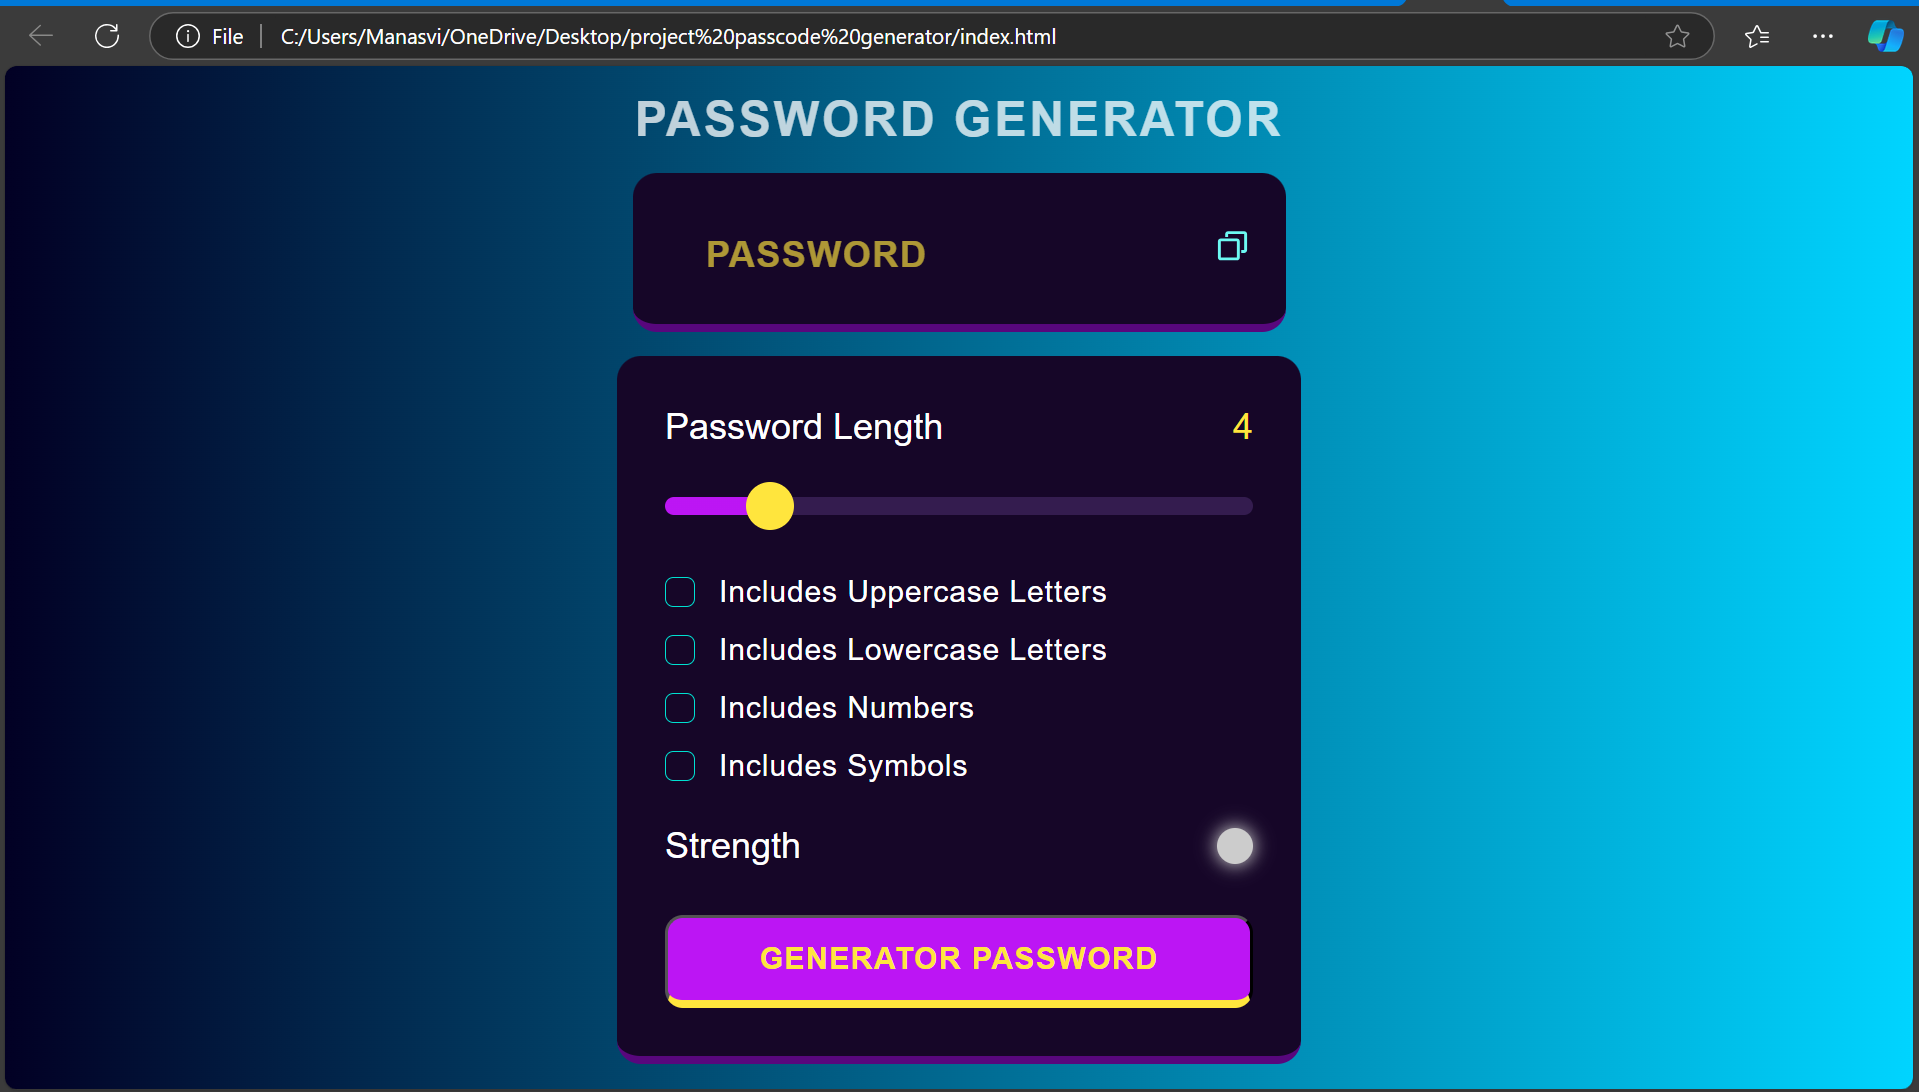 File C:/Users/Manasvi/OneDrive/Desktop/project%20passcode%20generator/index.html
PASSWORD GENERATOR
PASSWORD
Password Length 4
Includes Uppercase Letters
Includes Lowercase Letters
Includes Numbers
Includes Symbols
Strength
GENERATOR PASSWORD